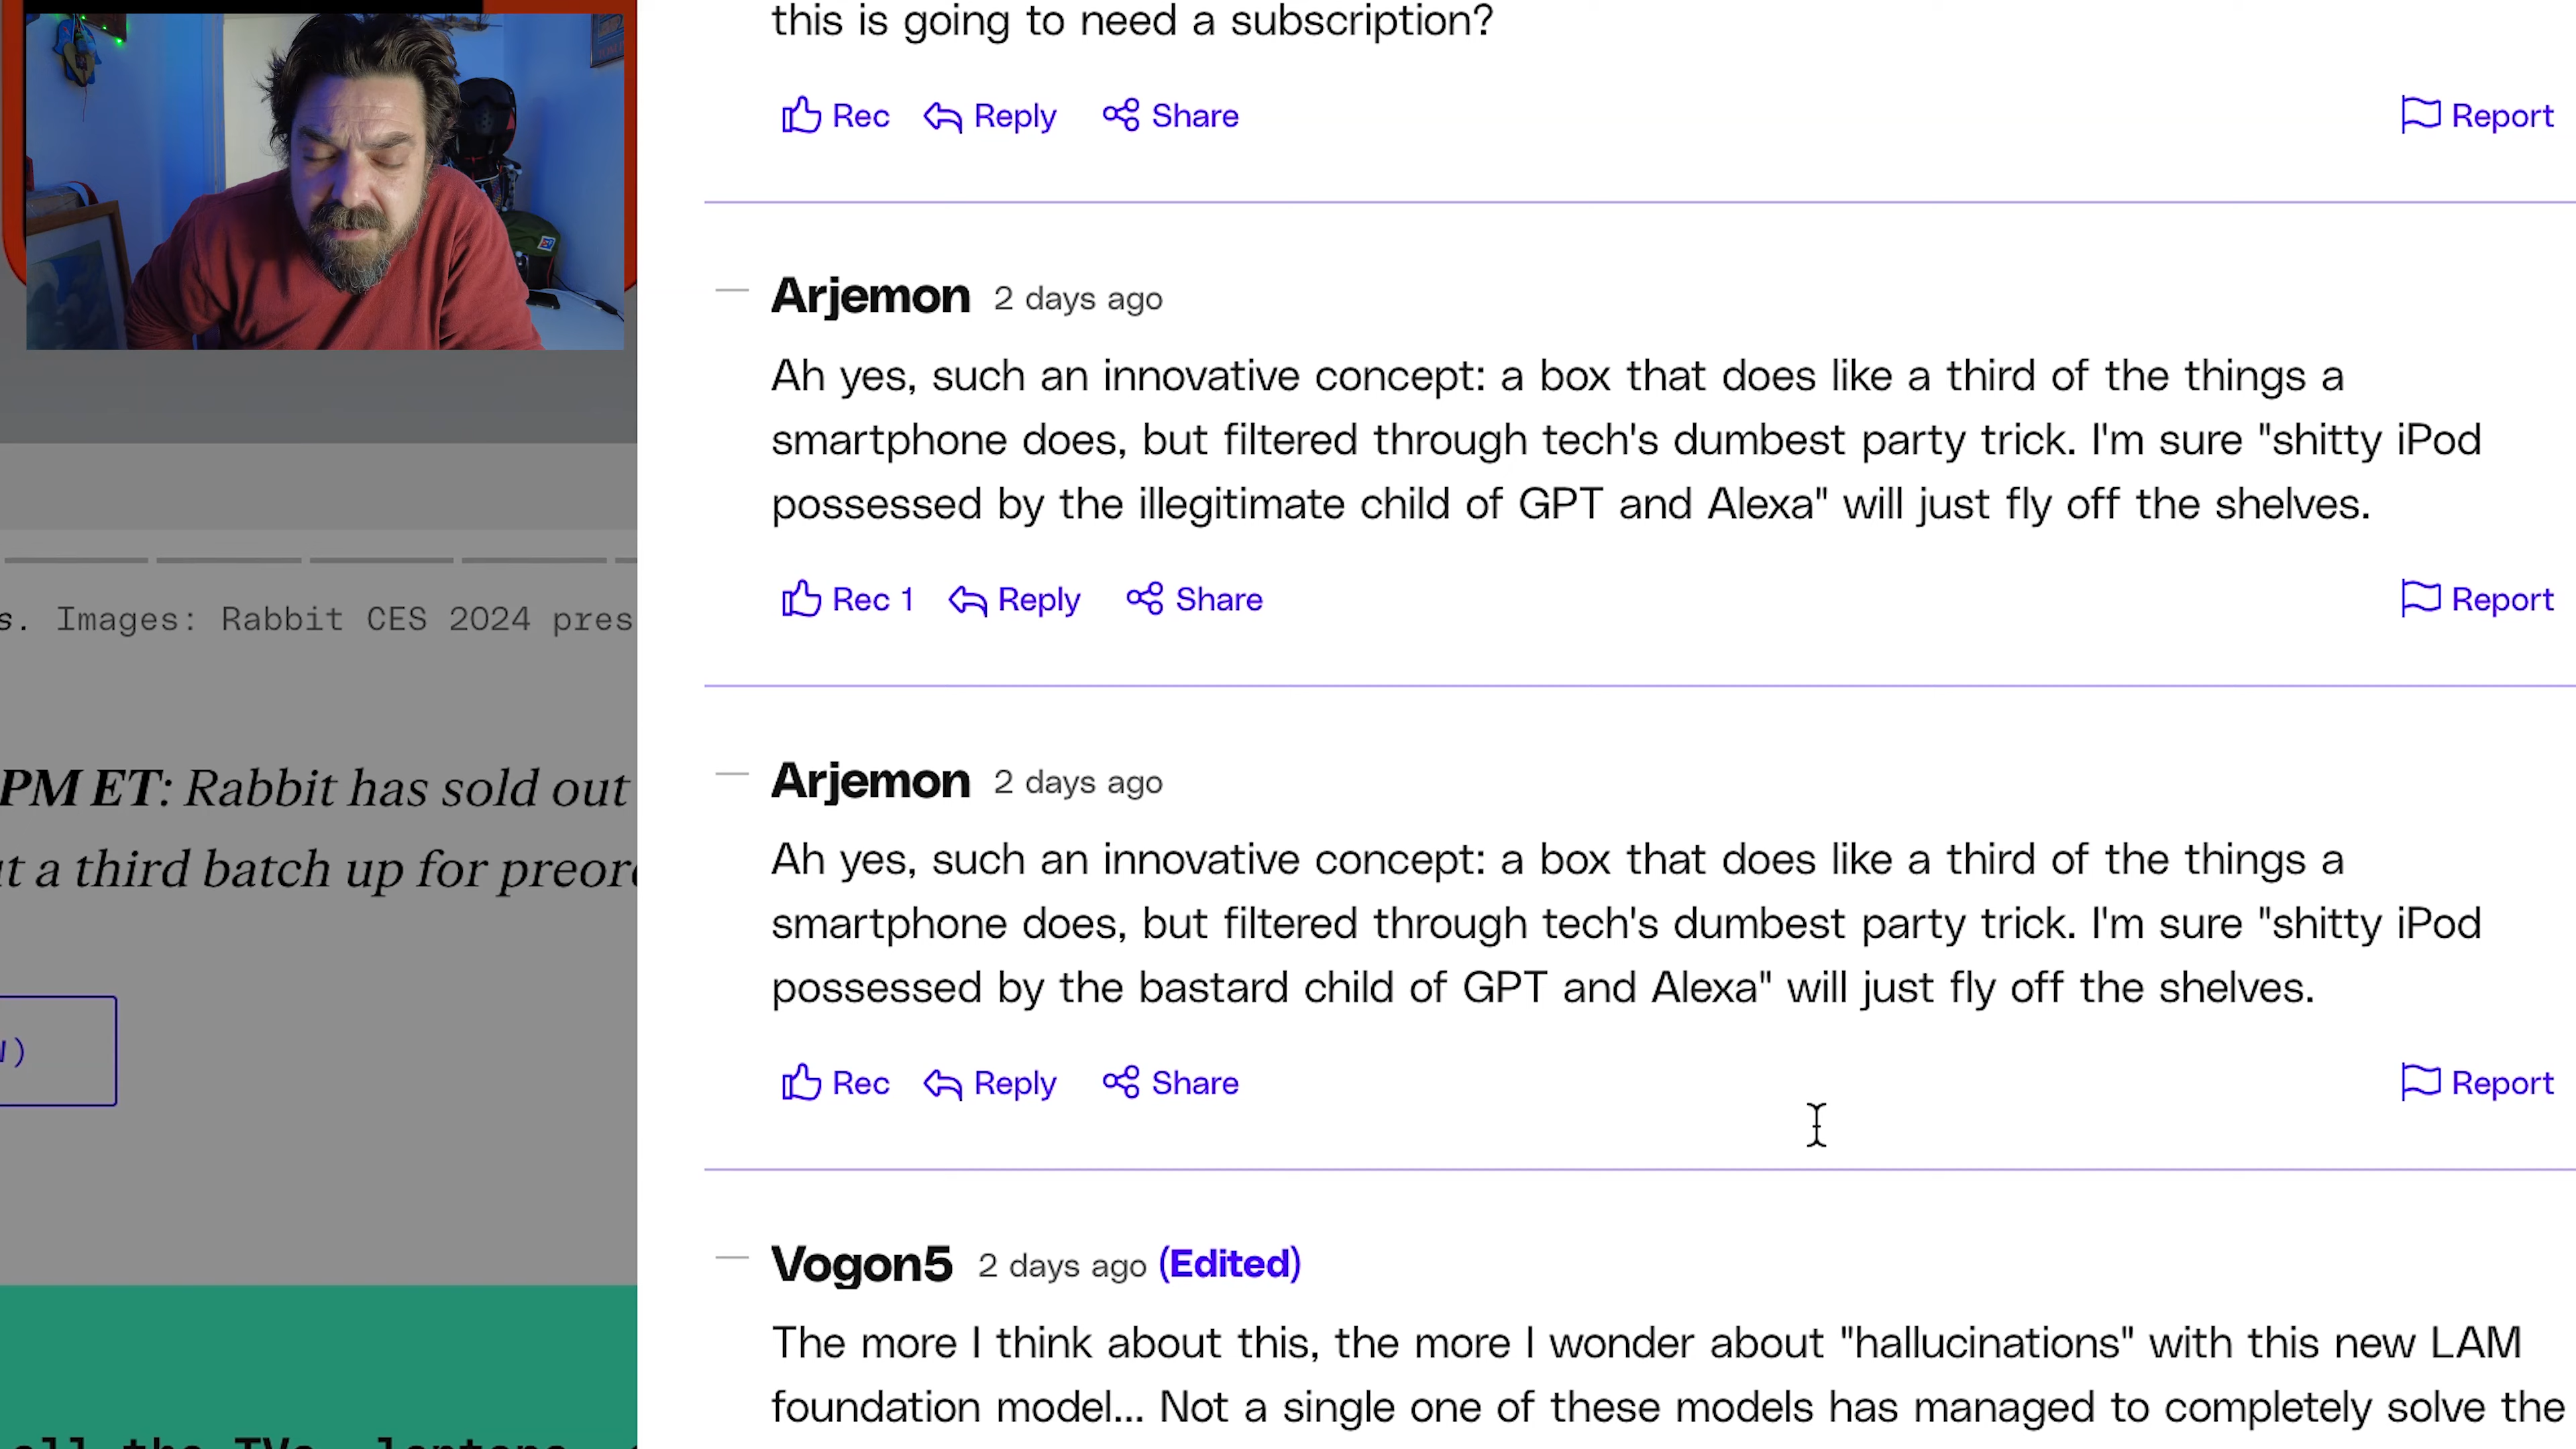 this is going to need a subscription?
Rec Reply Share Report
Arjemon 2 days ago
Ah yes, such an innovative concept: a box that does like a third of the things a
smartphone does, but filtered through tech's dumbest party trick. I'm sure "shitty iPod
possessed by the illegitimate child of GPT and Alexa" will just fly off the shelves.
Rec 1 Reply Share Report
s. Images: Rabbit CES 2024 pres
Arjemon 2 days ago
PM ET: Rabbit has sold out
t a third batch up for preor
Ah yes, such an innovative concept: a box that does like a third of the things a
smartphone does, but filtered through tech's dumbest party trick. I'm sure "shitty iPod
possessed by the bastard child of GPT and Alexa" will just fly off the shelves.
Rec Reply Share Report
Vogon5 2 days ago (Edited)
The more I think about this, the more I wonder about "hallucinations" with this new LAM
foundation model... Not a single one of these models has managed to completely solve the
all the TVs, laptops,